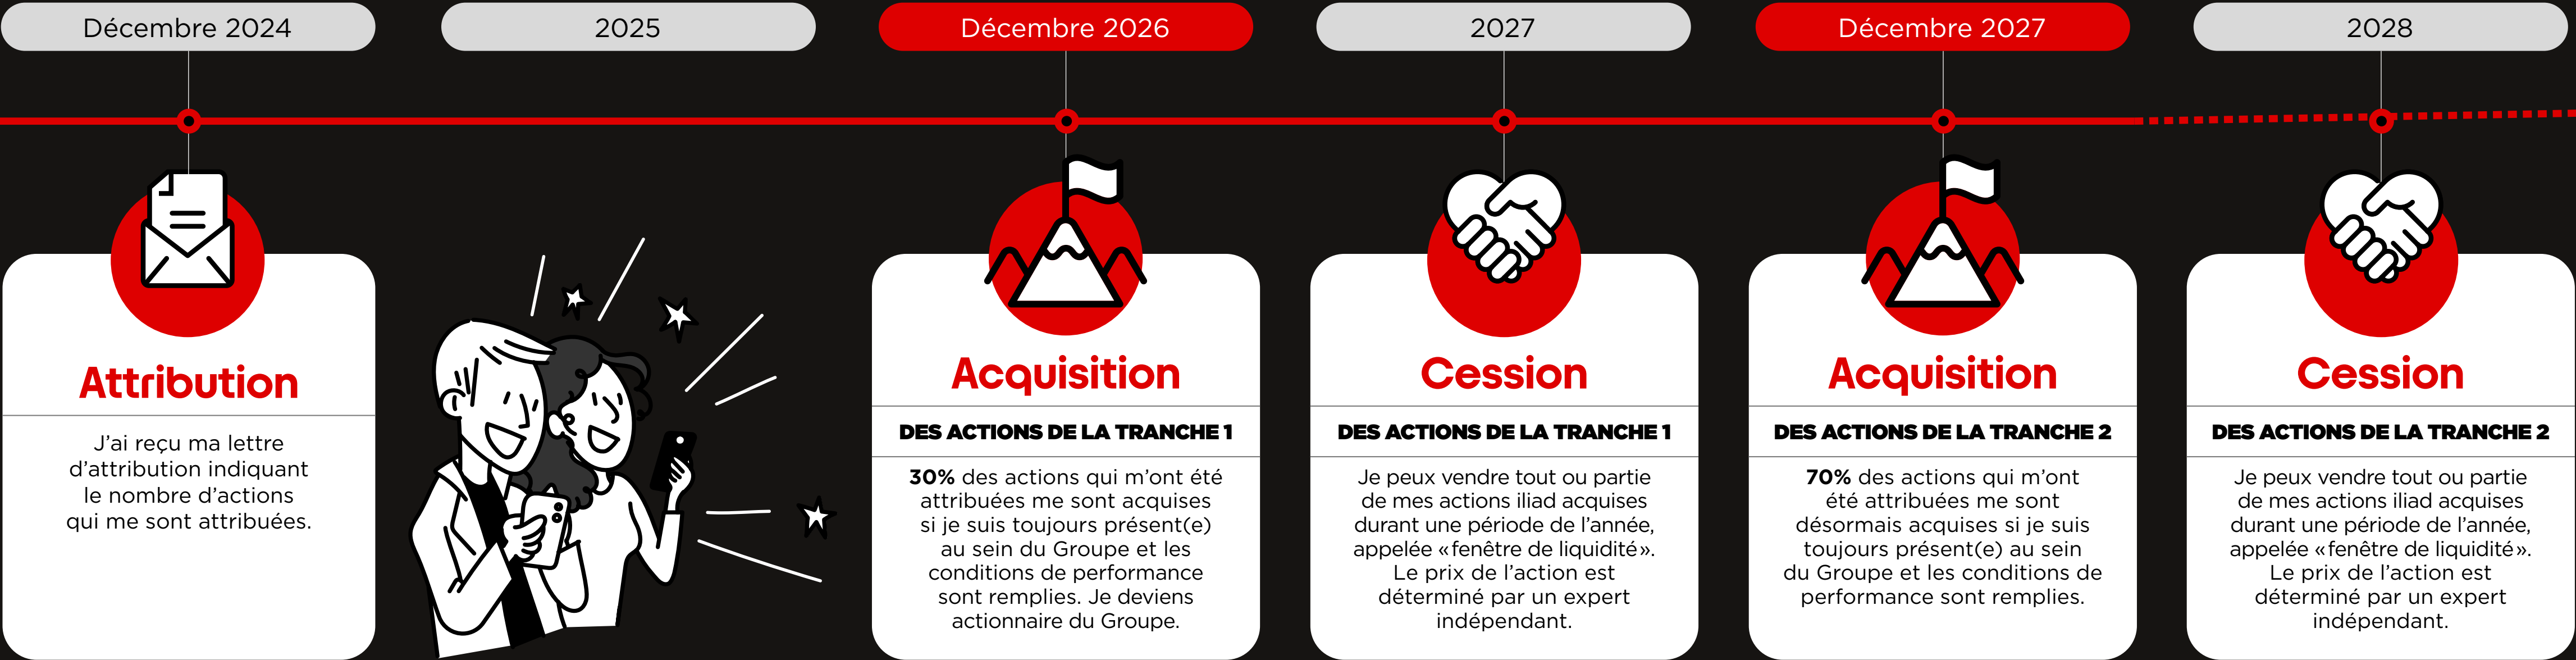 Décembre 2024
2025
Décembre 2026
2027
Décembre 2027
2028
Attribution
J’ai reçu ma lettre
d’attribution indiquant
le nombre d’actions
qui me sont attribuées.
Acquisition
DES ACTIONS DE LA TRANCHE 1
30% des actions qui m’ont été
attribuées me sont acquises
si je suis toujours présent(e)
au sein du Groupe et les
conditions de performance
sont remplies. Je deviens
actionnaire du Groupe.
Cession
DES ACTIONS DE LA TRANCHE 1
Je peux vendre tout ou partie
de mes actions iliad acquises
durant une période de l’année,
appelée «fenêtre de liquidité».
Le prix de l’action est
déterminé par un expert
indépendant.
Acquisition
DES ACTIONS DE LA TRANCHE 2
70% des actions qui m’ont
été attribuées me sont
désormais acquises si je suis
toujours présent(e) au sein
du Groupe et les conditions de
performance sont remplies.
Cession
DES ACTIONS DE LA TRANCHE 2
Je peux vendre tout ou partie
de mes actions iliad acquises
durant une période de l’année,
appelée «fenêtre de liquidité».
Le prix de l’action est
déterminé par un expert
indépendant.